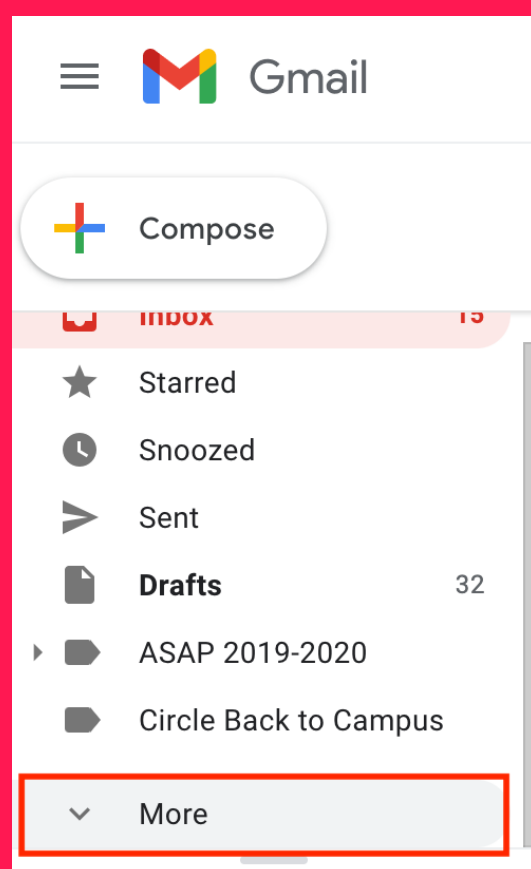 Gmail
Compose
Inbox 15
Starred
Snoozed
Sent
Drafts 32
ASAP 2019-2020
Circle Back to Campus
More